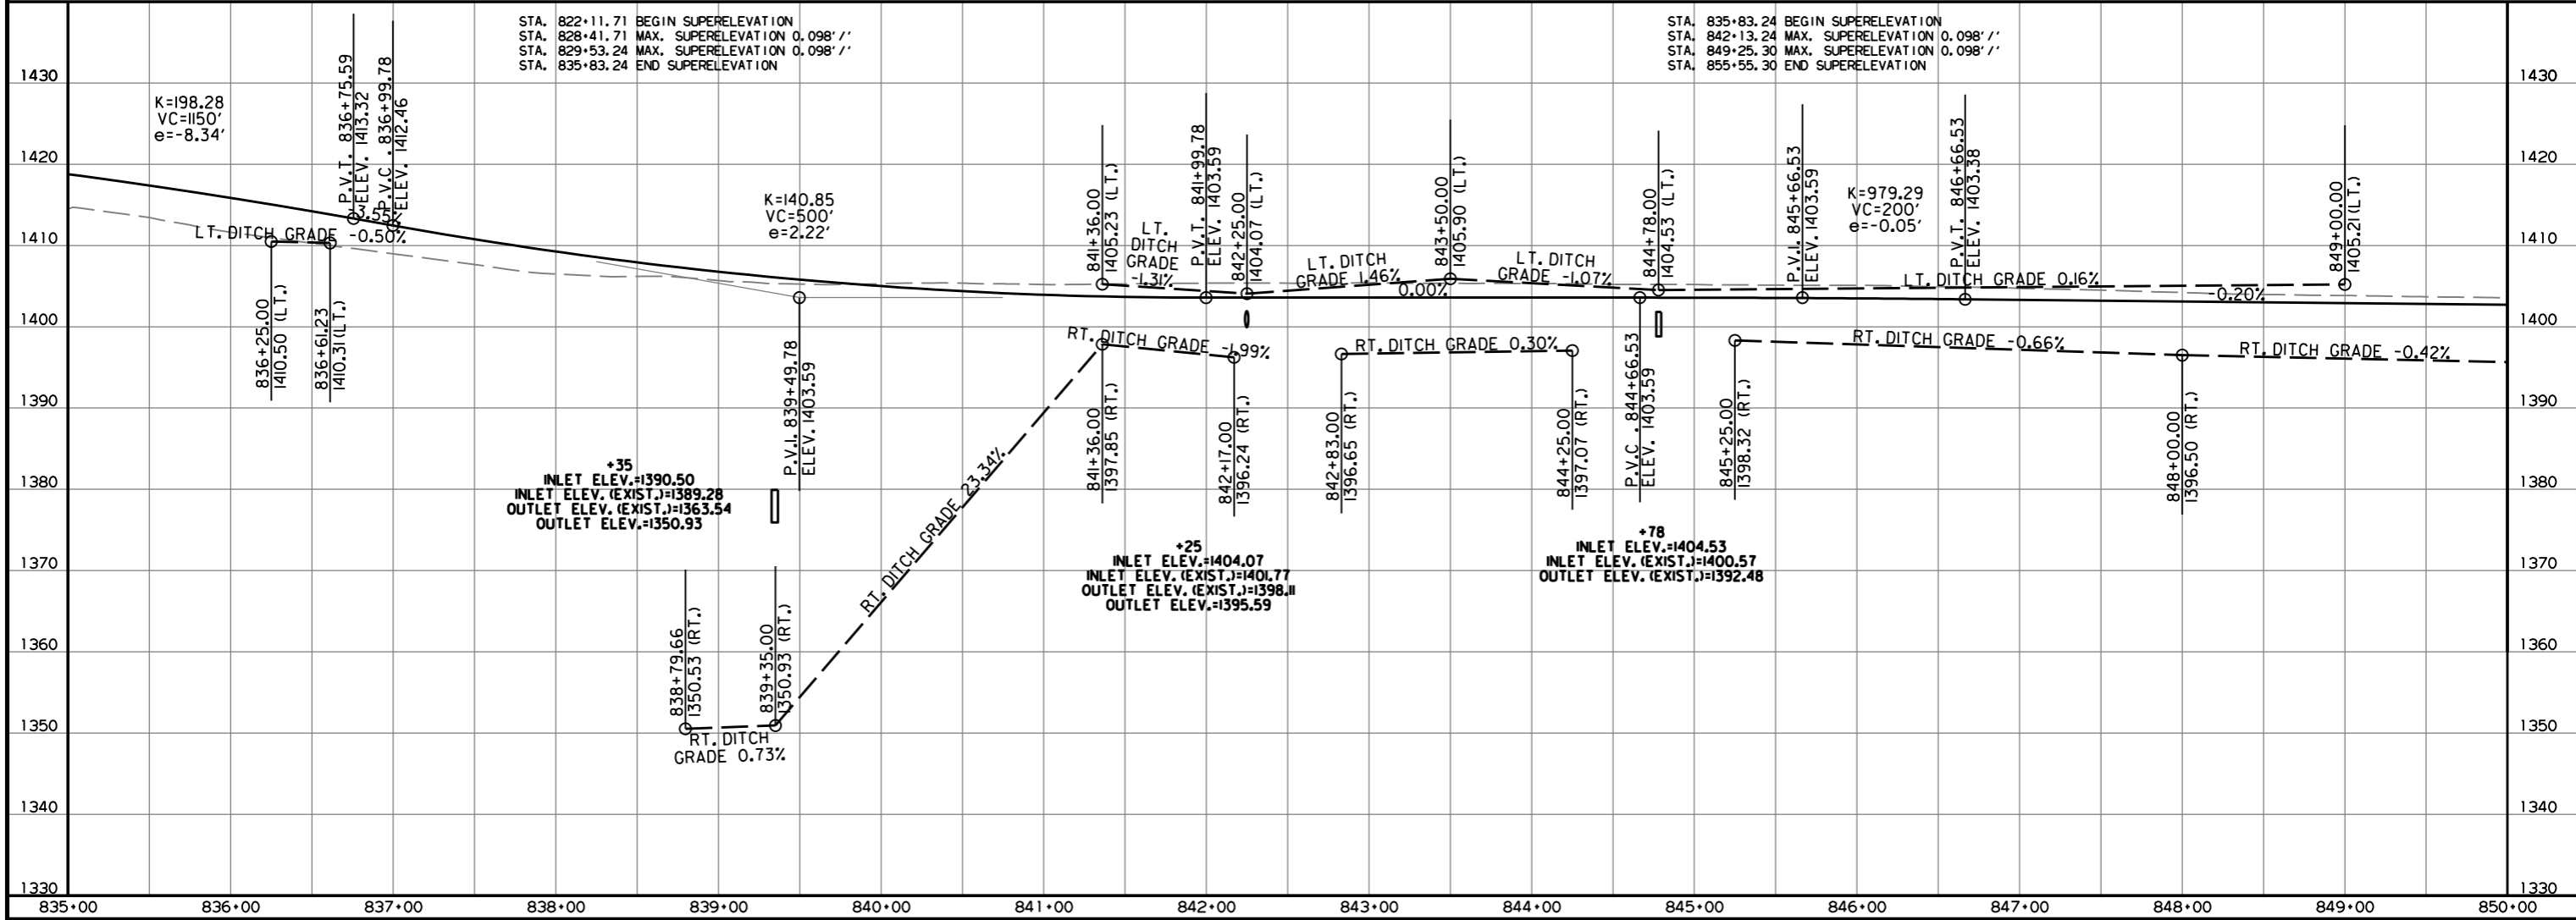 STA. 822+11.71 BEGIN SUPERELEVATION
STA. 828+41.71 MAX. SUPERELEVATION 0.098'/'
STA. 829+53.24 MAX. SUPERELEVATION 0.098'/'
STA. 835+83.24 END SUPERELEVATION
STA. 835+83.24 BEGIN SUPERELEVATION
STA. 842+13.24 MAX. SUPERELEVATION 0.098'/'
STA. 849+25.30 MAX. SUPERELEVATION 0.098'/'
STA. 855+55.30 END SUPERELEVATION
1430
1420
1410
1400
1390
1380
1370
1360
1350
1340
1330
K=198.28
VC=1150'
e=-8.34'
P.V.T. 836+75.59
ELEV. 1413.32
P.V.C . 836+99.78
ELEV. 1412.46
-3.55%
LT. DITCH GRADE -0.50%
836+25.00
1410.50 (LT.)
836+61.23
1410.31 (LT.)
K=140.85
VC=500'
e=2.22'
P.V.I. 839+49.78
ELEV. 1403.59
+35
INLET ELEV.=1390.50
INLET ELEV. (EXIST.)=1389.28
OUTLET ELEV. (EXIST.)=1363.54
OUTLET ELEV.=1350.93
838+79.66
1350.53 (RT.)
839+35.00
1350.93 (RT.)
RT. DITCH
GRADE 0.73%
RT. DITCH GRADE 23.34%
841+36.00
1405.23 (LT.)
LT.
DITCH
GRADE
-1.31%
P.V.T. 841+99.78
ELEV. 1403.59
842+25.00
1404.07 (LT.)
LT. DITCH
GRADE 1.46%
0.00%
843+50.00
1405.90 (LT.)
LT. DITCH
GRADE -1.07%
844+78.00
1404.53 (LT.)
RT. DITCH GRADE -1.99%
841+36.00
1397.85 (RT.)
842+17.00
1396.24 (RT.)
RT. DITCH GRADE 0.30%
842+83.00
1396.65 (RT.)
844+25.00
1397.07 (RT.)
P.V.C . 844+66.53
ELEV. 1403.59
+25
INLET ELEV.=1404.07
INLET ELEV. (EXIST.)=1401.77
OUTLET ELEV. (EXIST.)=1398.11
OUTLET ELEV.=1395.59
+78
INLET ELEV.=1404.53
INLET ELEV. (EXIST.)=1400.57
OUTLET ELEV. (EXIST.)=1392.48
P.V.I. 845+66.53
ELEV. 1403.59
K=979.29
VC=200'
e=-0.05'
P.V.T. 846+66.53
ELEV. 1403.38
LT. DITCH GRADE 0.16%
-0.20%
849+00.00
1405.21 (LT.)
845+25.00
1398.32 (RT.)
RT. DITCH GRADE -0.66%
848+00.00
1396.50 (RT.)
RT. DITCH GRADE -0.42%
1430
1420
1410
1400
1390
1380
1370
1360
1350
1340
1330
835+00 836+00 837+00 838+00 839+00 840+00 841+00 842+00 843+00 844+00 845+00 846+00 847+00 848+00 849+00 850+00